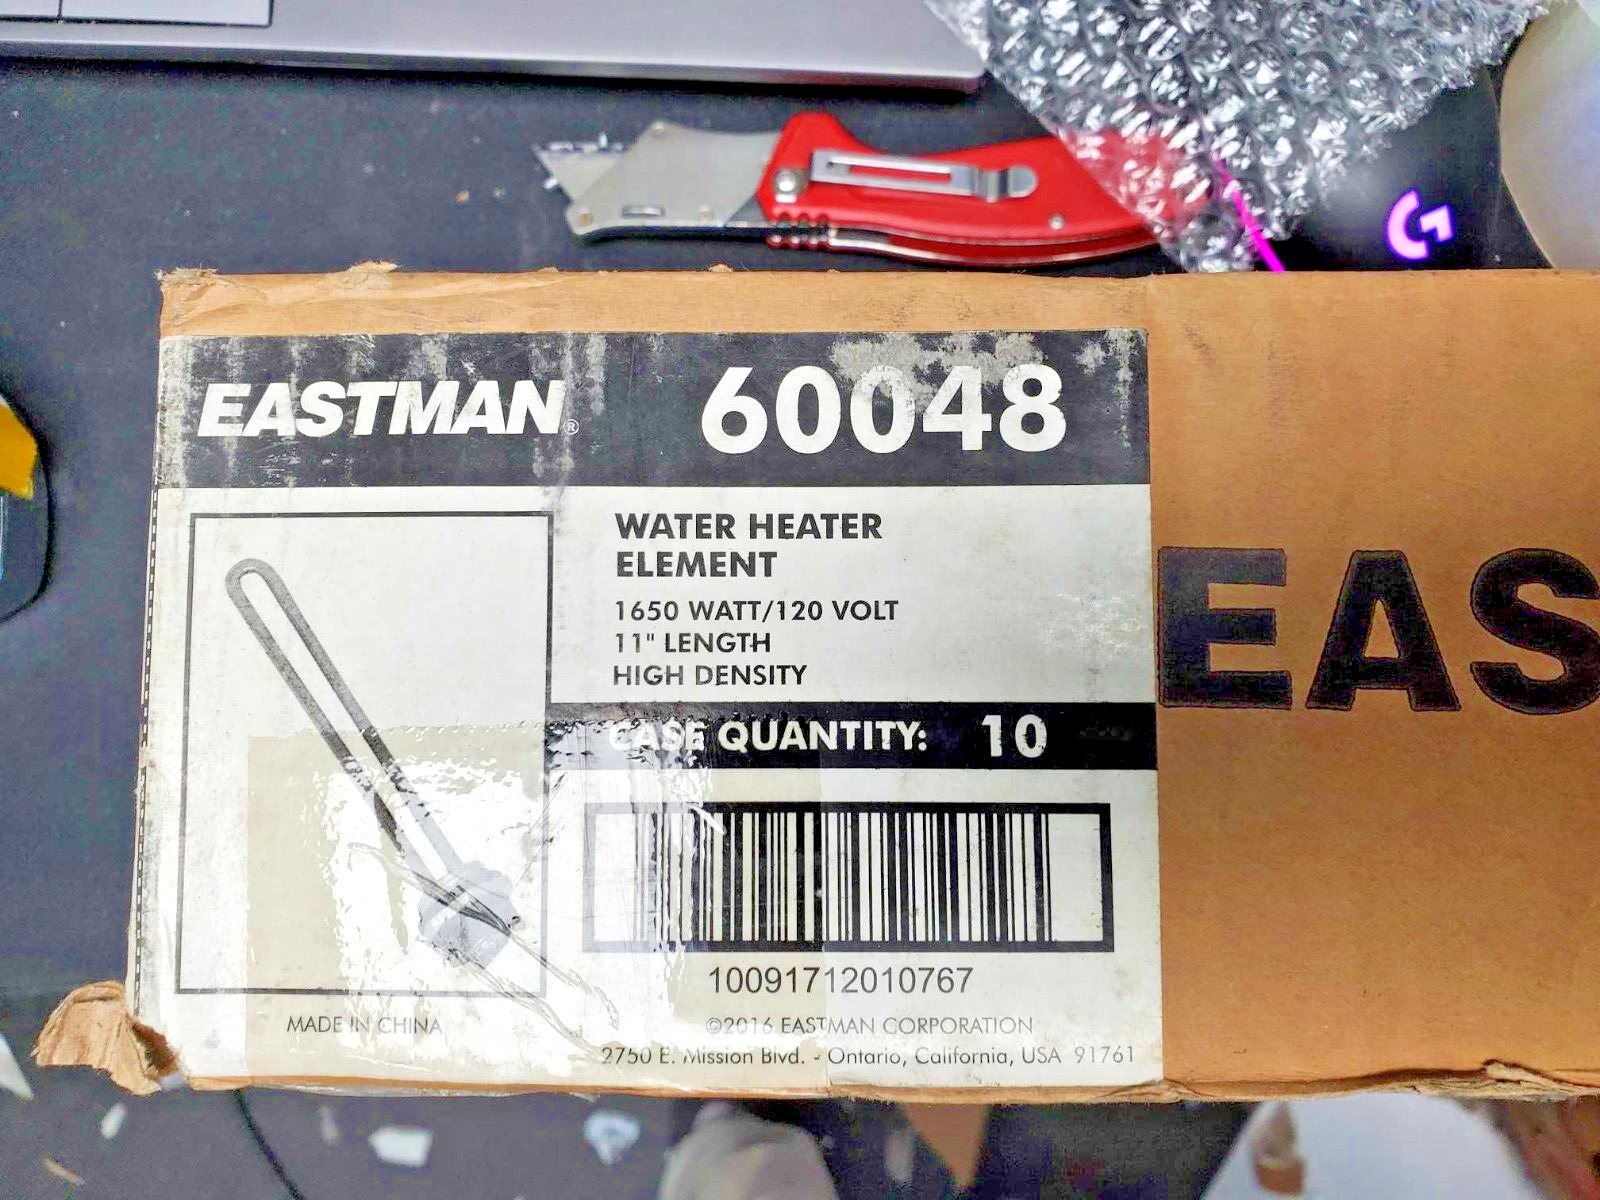 EASTMAN®
60048
WATER HEATER
ELEMENT
1650 WATT/120 VOLT
11" LENGTH
HIGH DENSITY
CASE QUANTITY: 10
10091712010767
MADE IN CHINA
©2016 EASTMAN CORPORATION
2750 E. Mission Blvd. - Ontario, California, USA 91761
EAS
G